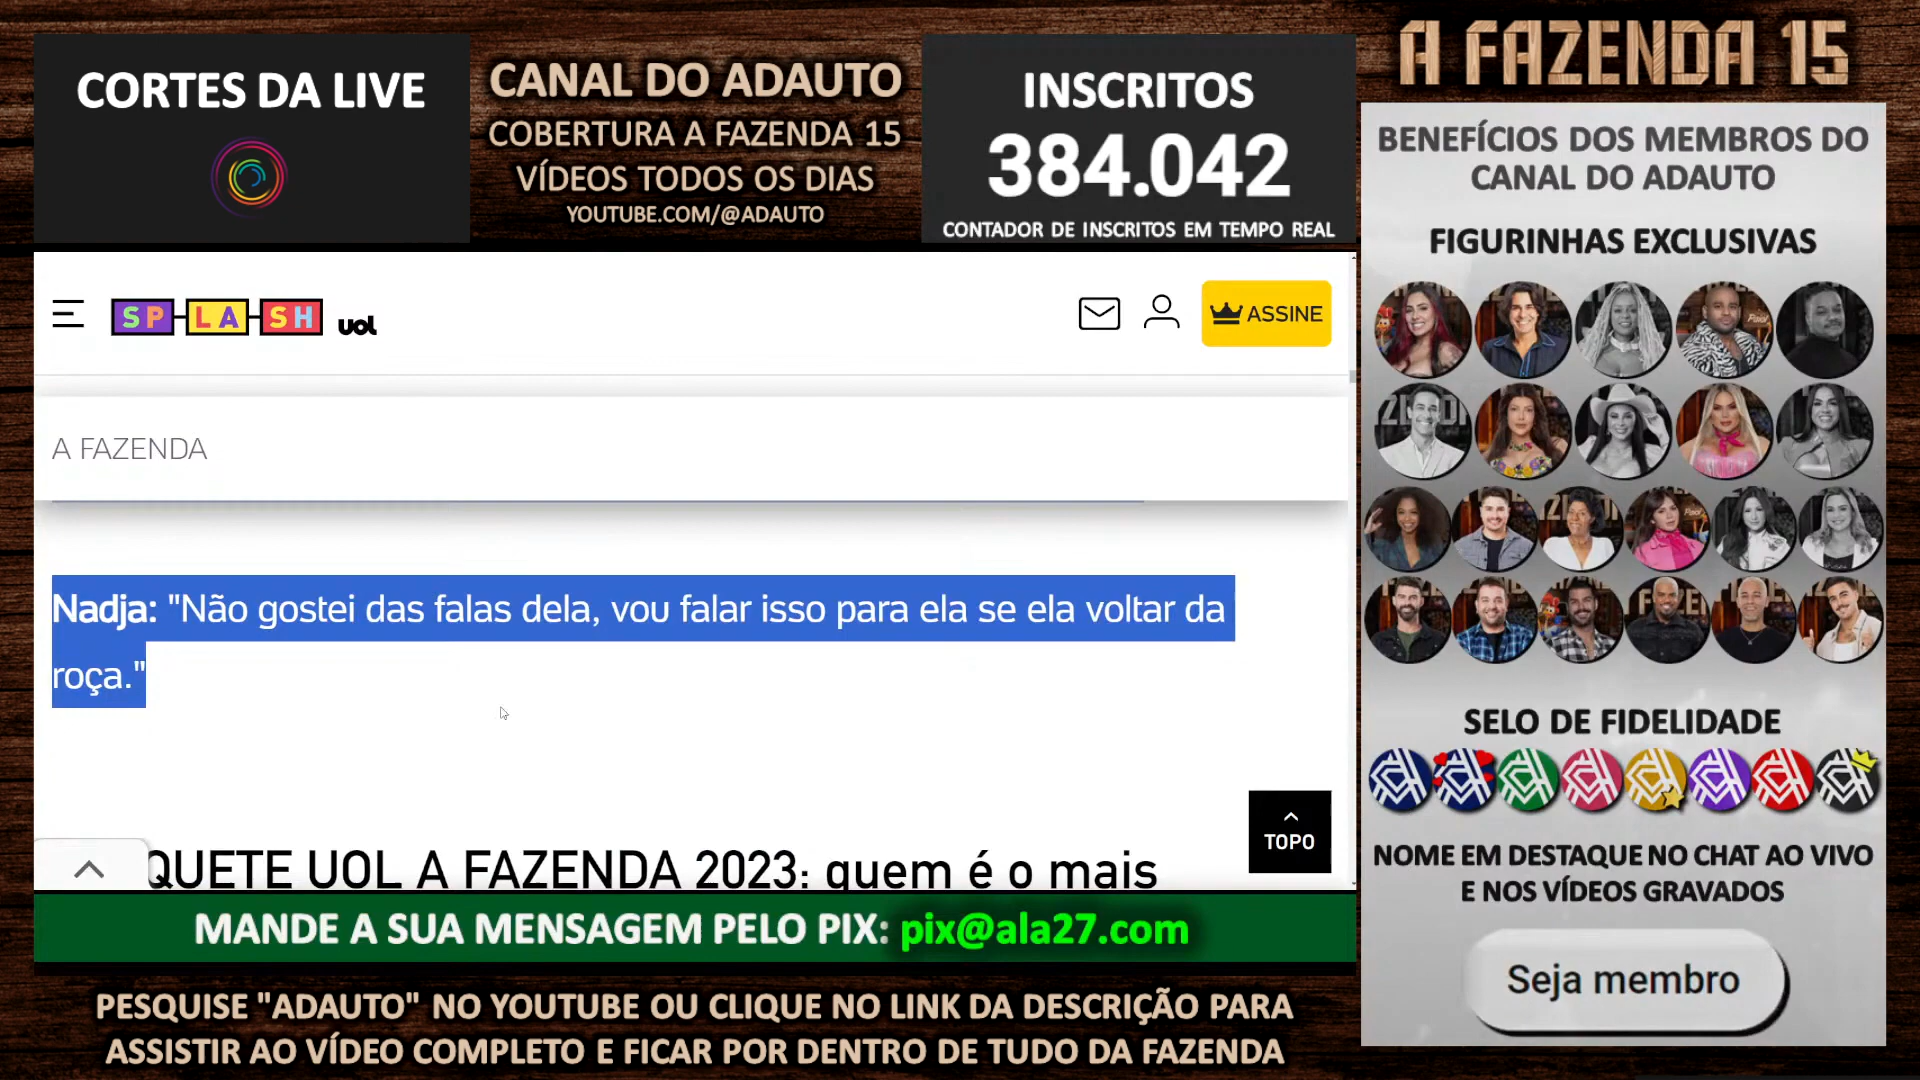 CORTES DA LIVE
CANAL DO ADAUTO
COBERTURA A FAZENDA 15
VÍDEOS TODOS OS DIAS
YOUTUBE.COM/@ADAUTO
INSCRITOS
384.042
CONTADOR DE INSCRITOS EM TEMPO REAL
A FAZENDA 15
SPLASH uol
ASSINE
A FAZENDA
Nadja: "Não gostei das falas dela, vou falar isso para ela se ela voltar da
roça."
TOPO
QUETE UOL A FAZENDA 2023: quem é o mais
MANDE A SUA MENSAGEM PELO PIX: pix@ala27.com
PESQUISE "ADAUTO" NO YOUTUBE OU CLIQUE NO LINK DA DESCRIÇÃO PARA
ASSISTIR AO VÍDEO COMPLETO E FICAR POR DENTRO DE TUDO DA FAZENDA
BENEFÍCIOS DOS MEMBROS DO
CANAL DO ADAUTO
FIGURINHAS EXCLUSIVAS
SELO DE FIDELIDADE
NOME EM DESTAQUE NO CHAT AO VIVO
E NOS VÍDEOS GRAVADOS
Seja membro